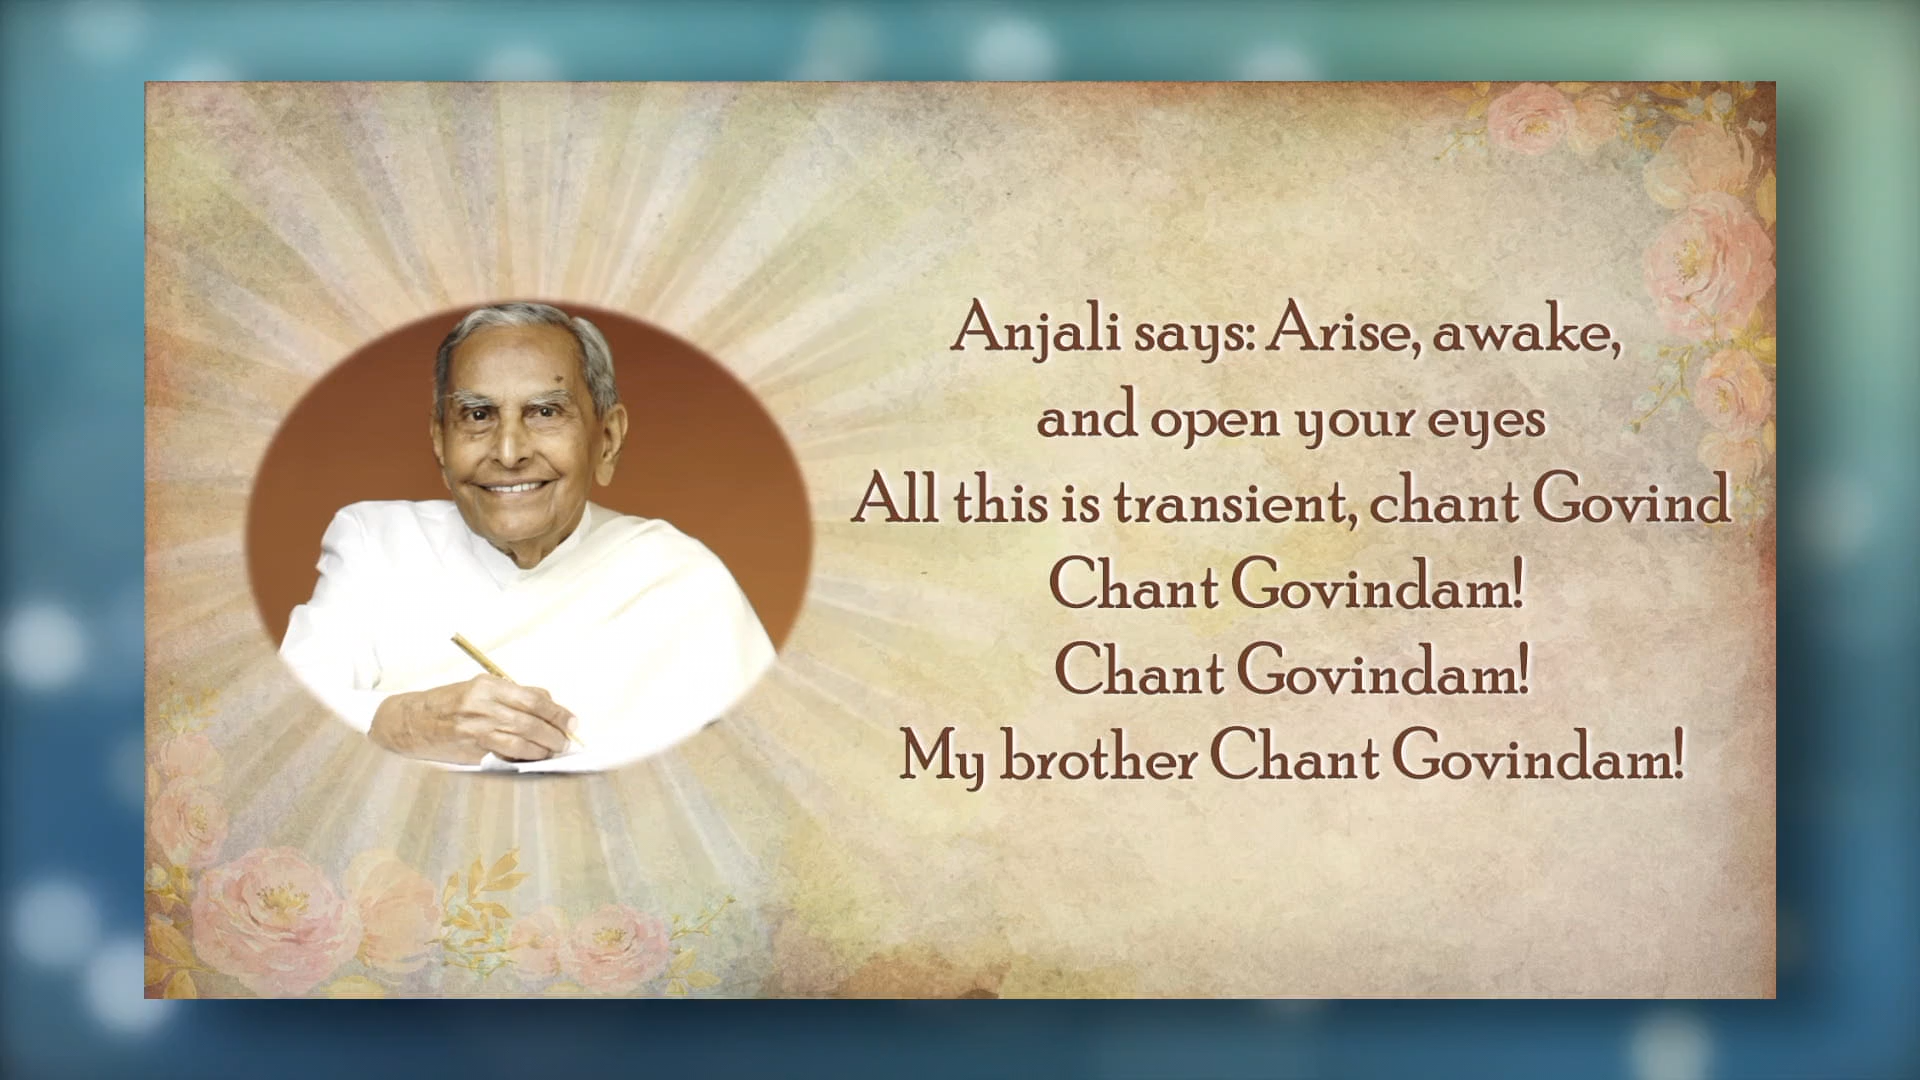 Anjali says: Arise, awake,
and open your eyes
All this is transient, chant Govind
Chant Govindam!
Chant Govindam!
My brother Chant Govindam!